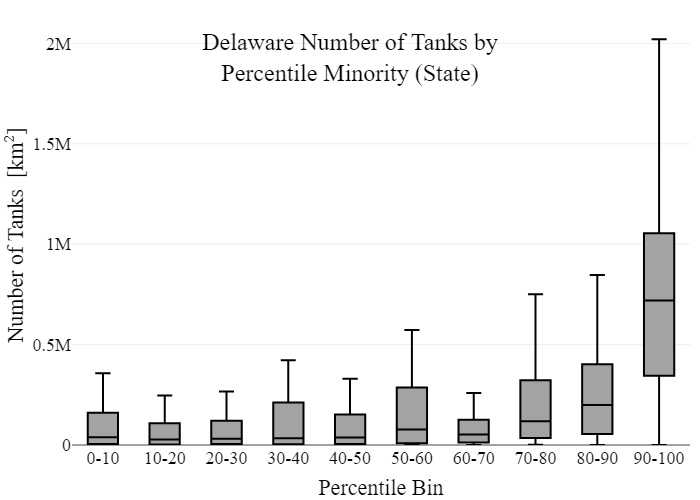 Delaware Number of Tanks by
Percentile Minority (State)
Number of Tanks [km²]
2M
1.5M
1M
0.5M
0
0-10 10-20 20-30 30-40 40-50 50-60 60-70 70-80 80-90 90-100
Percentile Bin